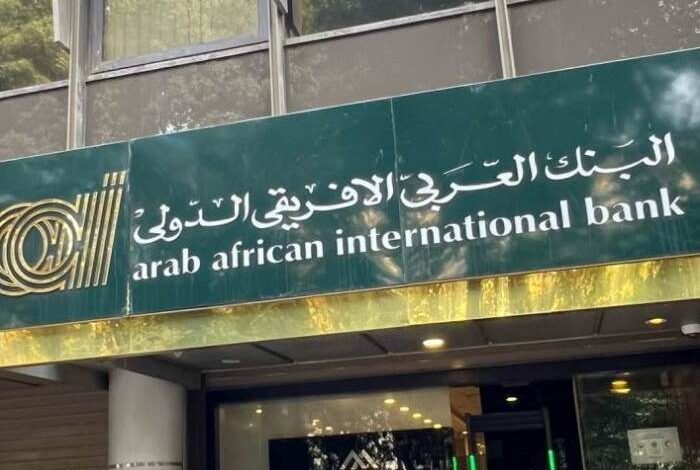 البنك العربي الافريقي الدولي
arab african international bank